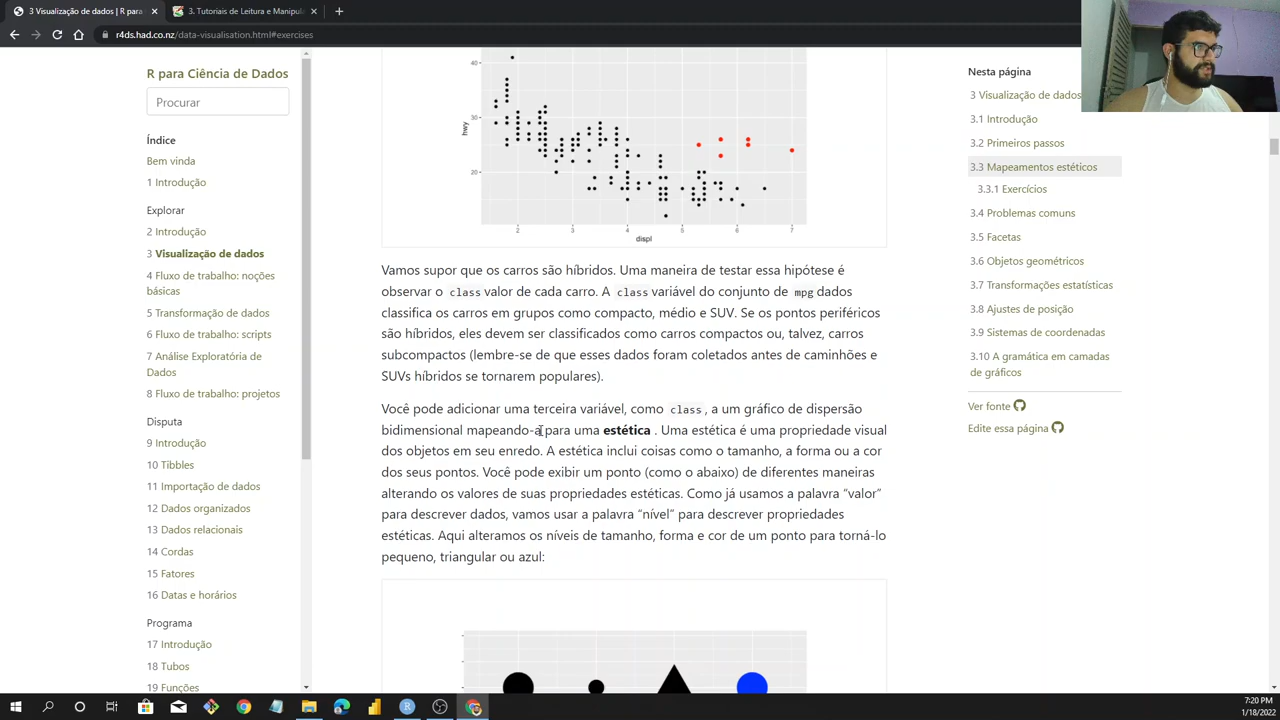 3 Visualização de dados | R para
3. Tutoriais de Leitura e Manipul
r4ds.had.co.nz/data-visualisation.html#exercises
R para Ciência de Dados
Procurar
Índice
Bem vinda
1 Introdução
Explorar
2 Introdução
3 Visualização de dados
4 Fluxo de trabalho: noções
básicas
5 Transformação de dados
6 Fluxo de trabalho: scripts
7 Análise Exploratória de
Dados
8 Fluxo de trabalho: projetos
Disputa
9 Introdução
10 Tibbles
11 Importação de dados
12 Dados organizados
13 Dados relacionais
14 Cordas
15 Fatores
16 Datas e horários
Programa
17 Introdução
18 Tubos
19 Funções
40
30
20
hwy
2 3 4 5 6 7
displ
Vamos supor que os carros são híbridos. Uma maneira de testar essa hipótese é
observar o class valor de cada carro. A class variável do conjunto de mpg dados
classifica os carros em grupos como compacto, médio e SUV. Se os pontos periféricos
são híbridos, eles devem ser classificados como carros compactos ou, talvez, carros
subcompactos (lembre-se de que esses dados foram coletados antes de caminhões e
SUVs híbridos se tornarem populares).
Você pode adicionar uma terceira variável, como class , a um gráfico de dispersão
bidimensional mapeando-a para uma estética . Uma estética é uma propriedade visual
dos objetos em seu enredo. A estética inclui coisas como o tamanho, a forma ou a cor
dos seus pontos. Você pode exibir um ponto (como o abaixo) de diferentes maneiras
alterando os valores de suas propriedades estéticas. Como já usamos a palavra “valor”
para descrever dados, vamos usar a palavra “nível” para descrever propriedades
estéticas. Aqui alteramos os níveis de tamanho, forma e cor de um ponto para torná-lo
pequeno, triangular ou azul:
Nesta página
3 Visualização de dados
3.1 Introdução
3.2 Primeiros passos
3.3 Mapeamentos estéticos
3.3.1 Exercícios
3.4 Problemas comuns
3.5 Facetas
3.6 Objetos geométricos
3.7 Transformações estatísticas
3.8 Ajustes de posição
3.9 Sistemas de coordenadas
3.10 A gramática em camadas
de gráficos
Ver fonte
Edite essa página
7:20 PM
1/18/2022